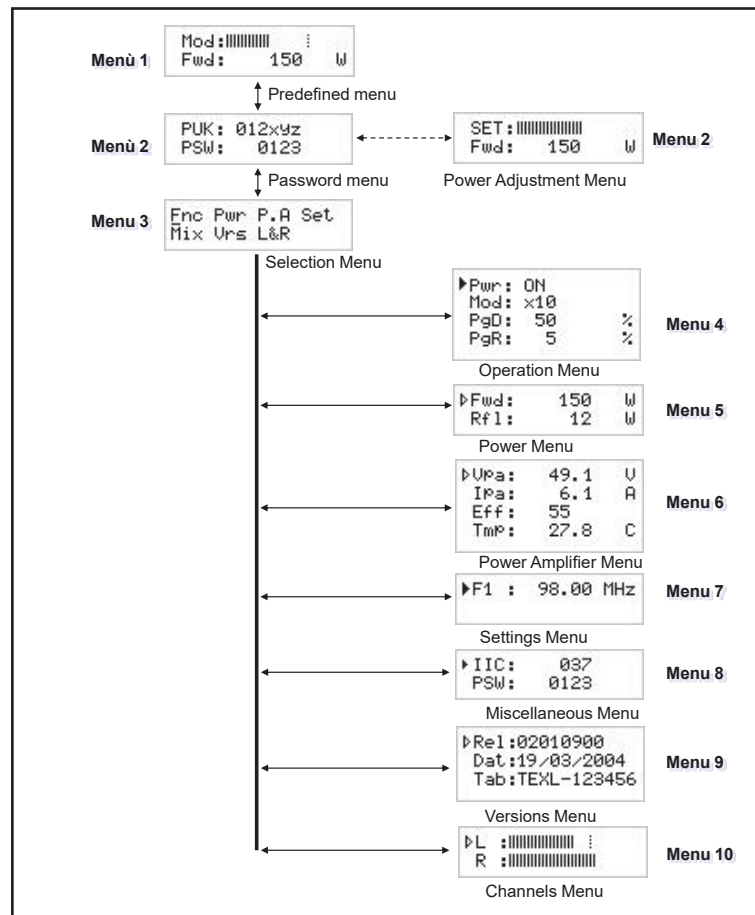 Menù 1
Mod:
Fwd: 150 W
Predefined menu
Menù 2
PUK: 012xyz
PSW: 0123
SET:
Fwd: 150 W
Menu 2
Password menu
Power Adjustment Menu
Menu 3
Fnc Pwr P.A Set
Mix Vrs L&R
Selection Menu
Pwr: ON
Mod: x10
PgD: 50 %
PgR: 5 %
Menu 4
Operation Menu
Fwd: 150 W
Rfl: 12 W
Menu 5
Power Menu
Vpa: 49.1 V
Ipa: 6.1 A
Eff: 55
Tmp: 27.8 C
Menu 6
Power Amplifier Menu
F1 : 98.00 MHz
Menu 7
Settings Menu
IIC: 037
PSW: 0123
Menu 8
Miscellaneous Menu
Rel:02010900
Dat:19/03/2004
Tab:TEXL-123456
Menu 9
Versions Menu
L :
R :
Menu 10
Channels Menu